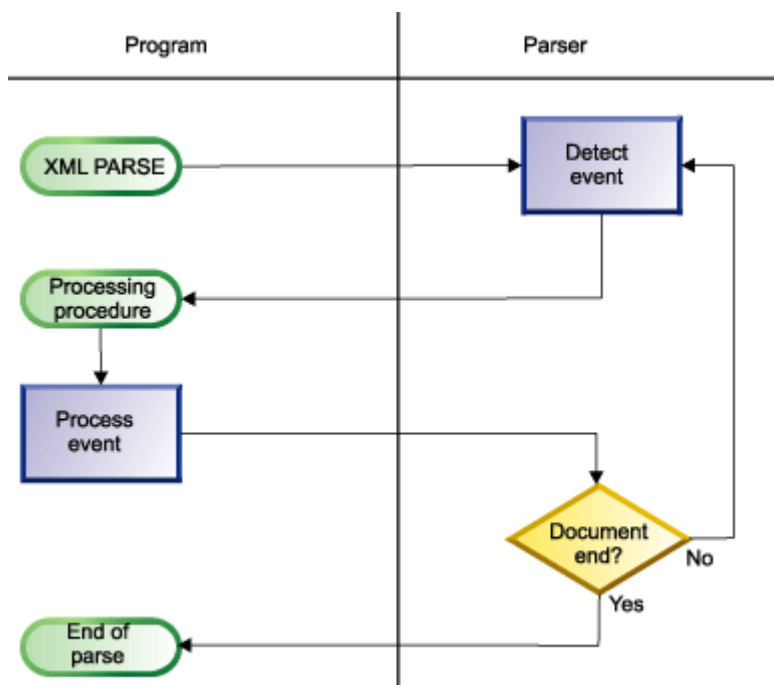 Program
Parser
XML PARSE
Detect
event
Processing
procedure
Process
event
Document
end?
No
Yes
End of
parse